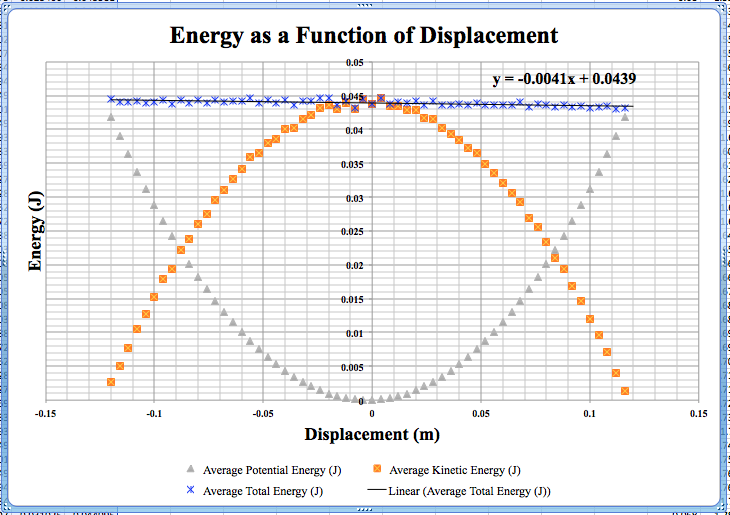 Energy as a Function of Displacement
y = -0.0041x + 0.0439
0.05
0.045
0.04
0.035
0.03
0.025
0.02
0.015
0.01
0.005
0
Energy (J)
-0.15 -0.1 -0.05 0 0.05 0.1 0.15
Displacement (m)
Average Potential Energy (J) Average Kinetic Energy (J)
Average Total Energy (J) Linear (Average Total Energy (J))